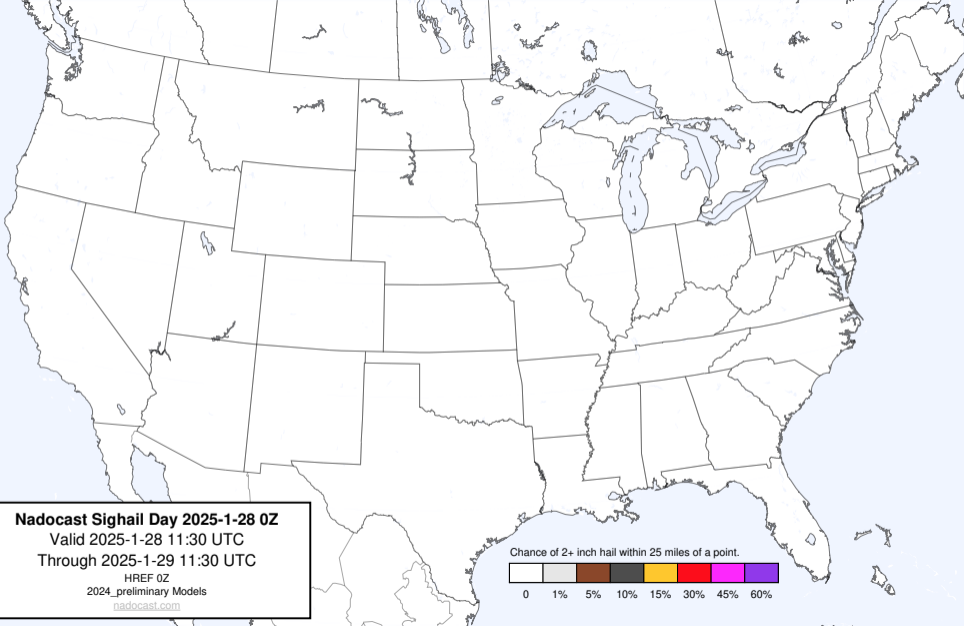 Nadocast Sighail Day 2025-1-28 0Z
Valid 2025-1-28 11:30 UTC
Through 2025-1-29 11:30 UTC
HREF 0Z
2024_preliminary Models
nadocast.com
Chance of 2+ inch hail within 25 miles of a point.
0 1% 5% 10% 15% 30% 45% 60%